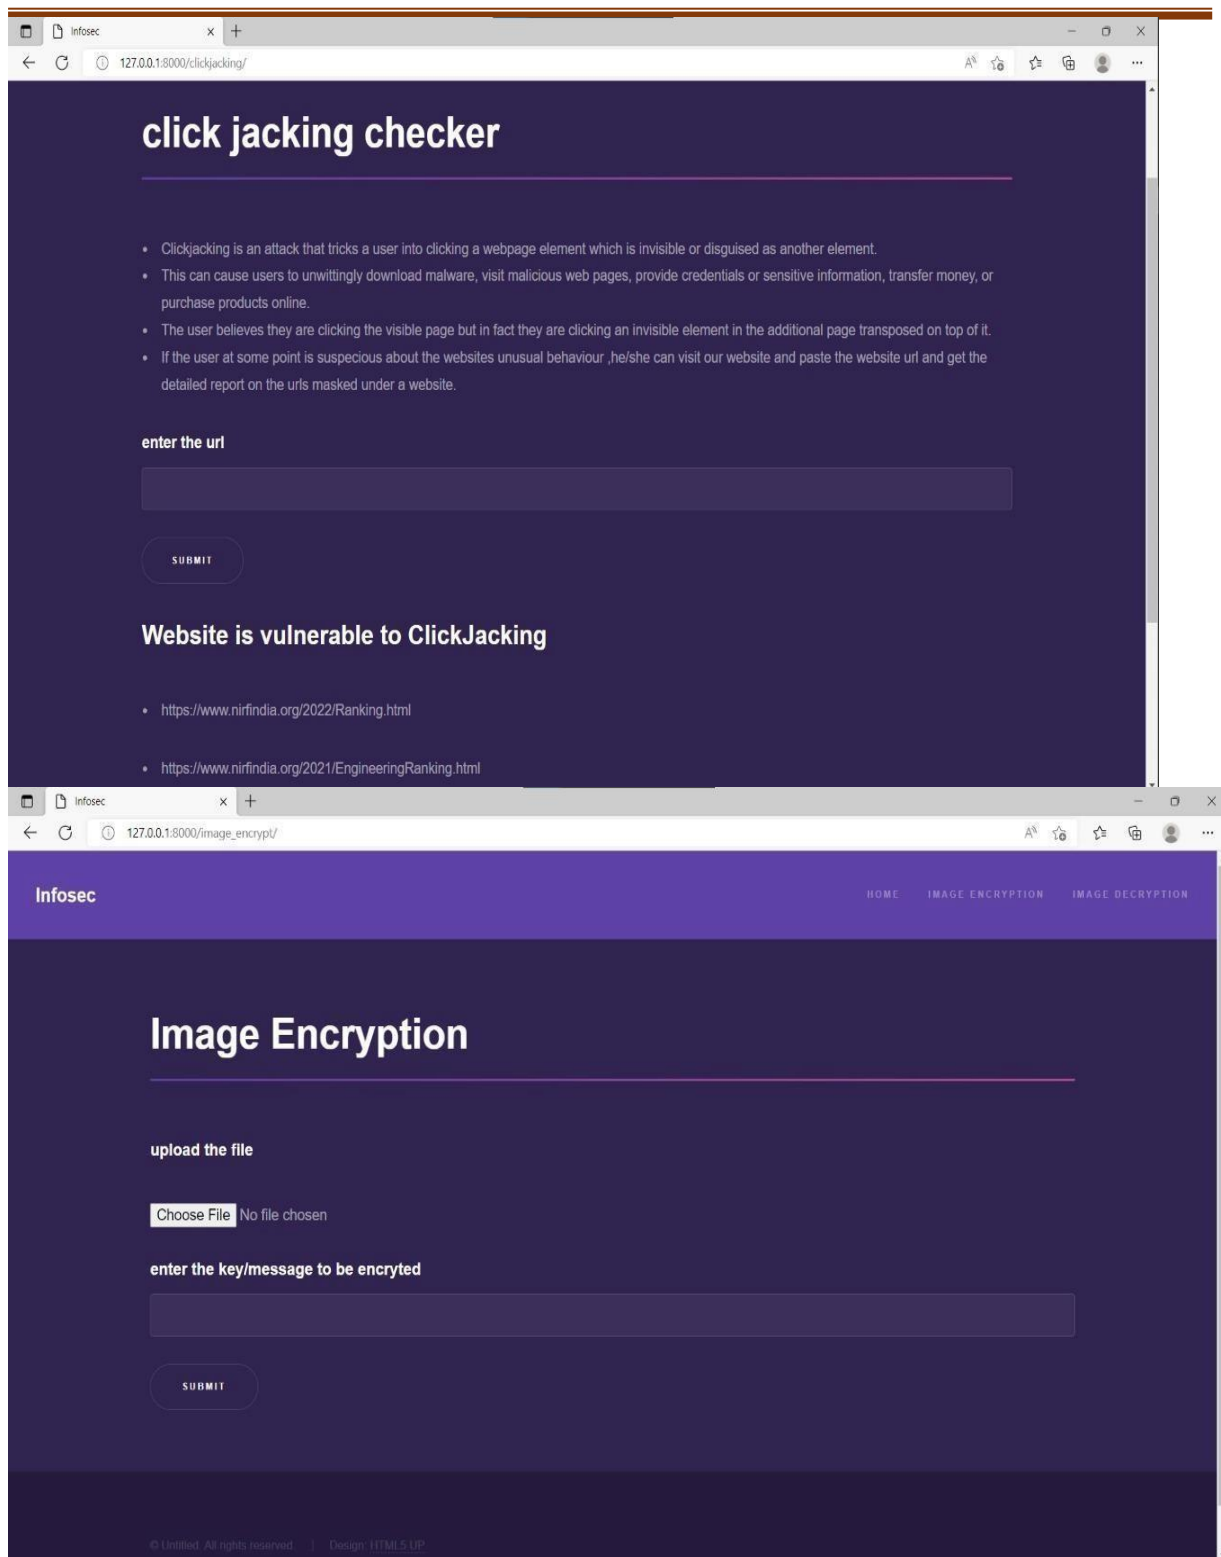 Infosec
127.0.0.1:8000/clickjacking/
click jacking checker
• Clickjacking is an attack that tricks a user into clicking a webpage element which is invisible or disguised as another element.
• This can cause users to unwittingly download malware, visit malicious web pages, provide credentials or sensitive information, transfer money, or
purchase products online.
• The user believes they are clicking the visible page but in fact they are clicking an invisible element in the additional page transposed on top of it.
• If the user at some point is suspecious about the websites unusual behaviour ,he/she can visit our website and paste the website url and get the
detailed report on the urls masked under a website.
enter the url
SUBMIT
Website is vulnerable to ClickJacking
• https://www.nirfindia.org/2022/Ranking.html
• https://www.nirfindia.org/2021/EngineeringRanking.html
Infosec
127.0.0.1:8000/image_encrypt/
Infosec HOME IMAGE ENCRYPTION IMAGE DECRYPTION
Image Encryption
upload the file
Choose File No file chosen
enter the key/message to be encryted
SUBMIT
© Untitled. All rights reserved. | Design: HTML5 UP